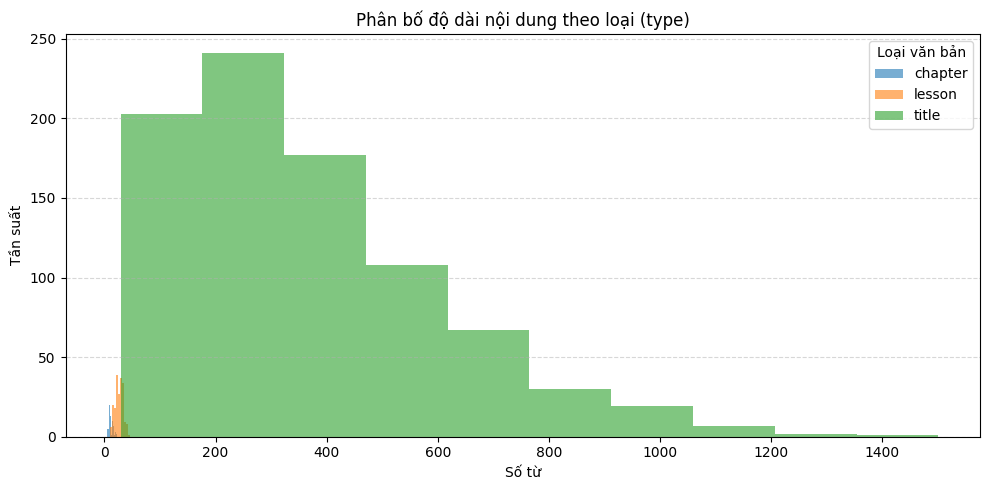 Phân bố độ dài nội dung theo loại (type)
Loại văn bản
chapter
lesson
title
Tần suất
250
200
150
100
50
0
0 200 400 600 800 1000 1200 1400
Số từ